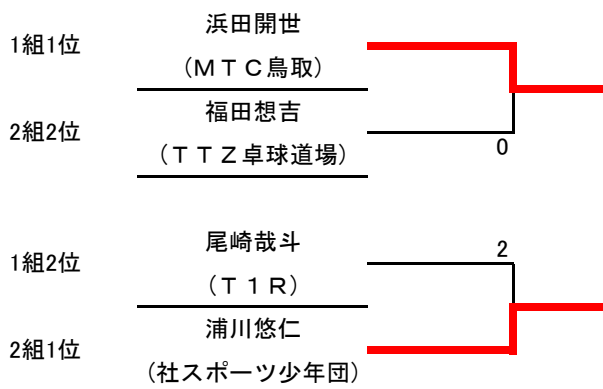 1組1位
浜田開世
(MTC鳥取)
2組2位
福田想吉
(TTZ卓球道場)
0
1組2位
尾崎哉斗
(T1R)
2
2組1位
浦川悠仁
(社スポーツ少年団)